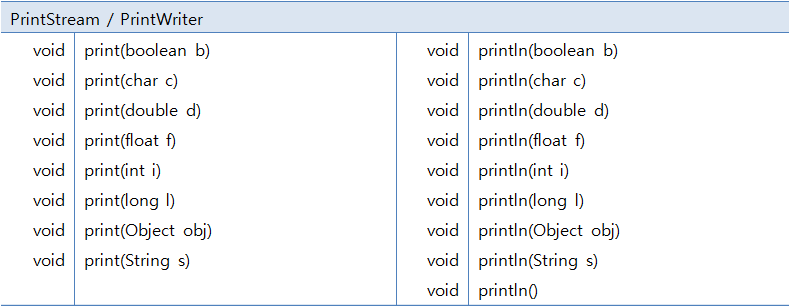 PrintStream / PrintWriter
void print(boolean b) void println(boolean b)
void print(char c) void println(char c)
void print(double d) void println(double d)
void print(float f) void println(float f)
void print(int i) void println(int i)
void print(long l) void println(long l)
void print(Object obj) void println(Object obj)
void print(String s) void println(String s)
void println()